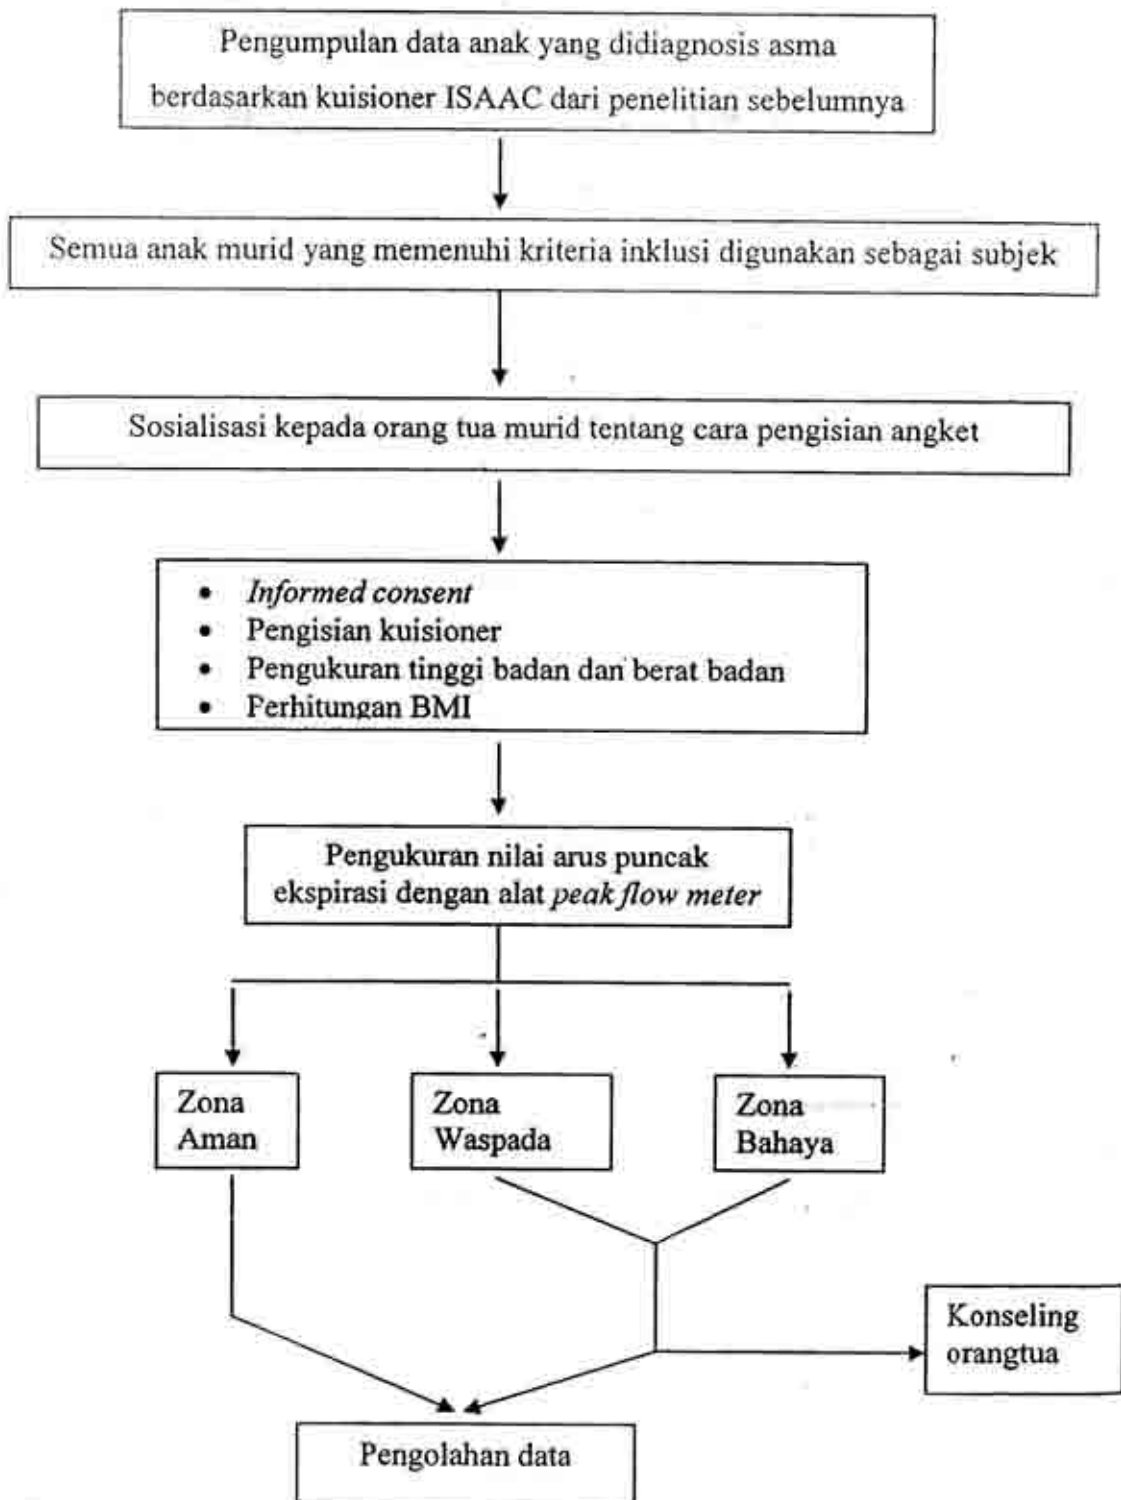 Pengumpulan data anak yang didiagnosis asma
berdasarkan kuisioner ISAAC dari penelitian sebelumnya
Semua anak murid yang memenuhi kriteria inklusi digunakan sebagai subjek
Sosialisasi kepada orang tua murid tentang cara pengisian angket
• Informed consent
• Pengisian kuisioner
• Pengukuran tinggi badan dan berat badan
• Perhitungan BMI
Pengukuran nilai arus puncak
ekspirasi dengan alat peak flow meter
Zona
Aman
Zona
Waspada
Zona
Bahaya
Konseling
orangtua
Pengolahan data